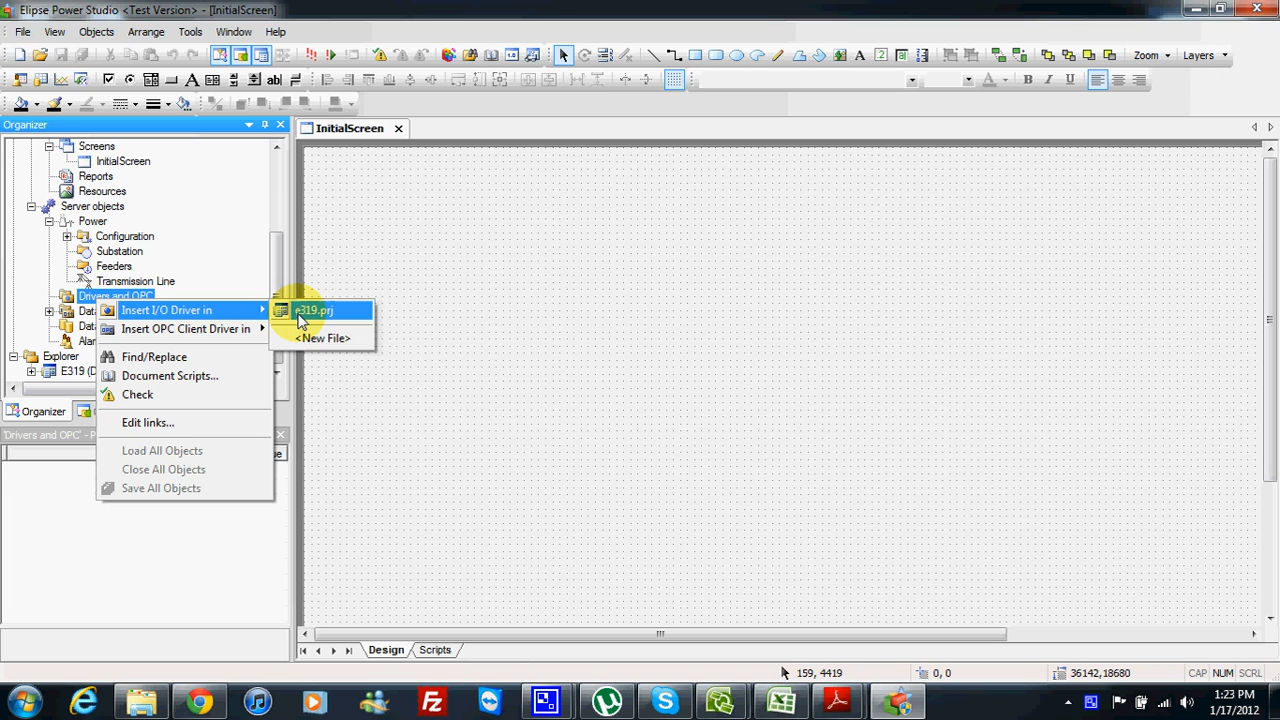 Elipse Power Studio <Test Version> - [InitialScreen]
File Edit View Objects Arrange Tools Window Help
Zoom Layers
Organizer
InitialScreen
Screens
InitialScreen
Reports
Resources
Server objects
Power
Configuration
Substation
Feeders
Transmission Line
Drivers and OPC
Insert I/O Driver in
e319.prj
Insert OPC Client Driver in
<New File>
Explorer
Find/Replace
E319 (D
Document Scripts...
Check
Organizer
Edit links...
'Drivers and OPC' - P
Load All Objects
Close All Objects
Save All Objects
Design Scripts
159, 4419
0, 0
36142,18680
CAP NUM SCRL
1:23 PM
1/17/2012